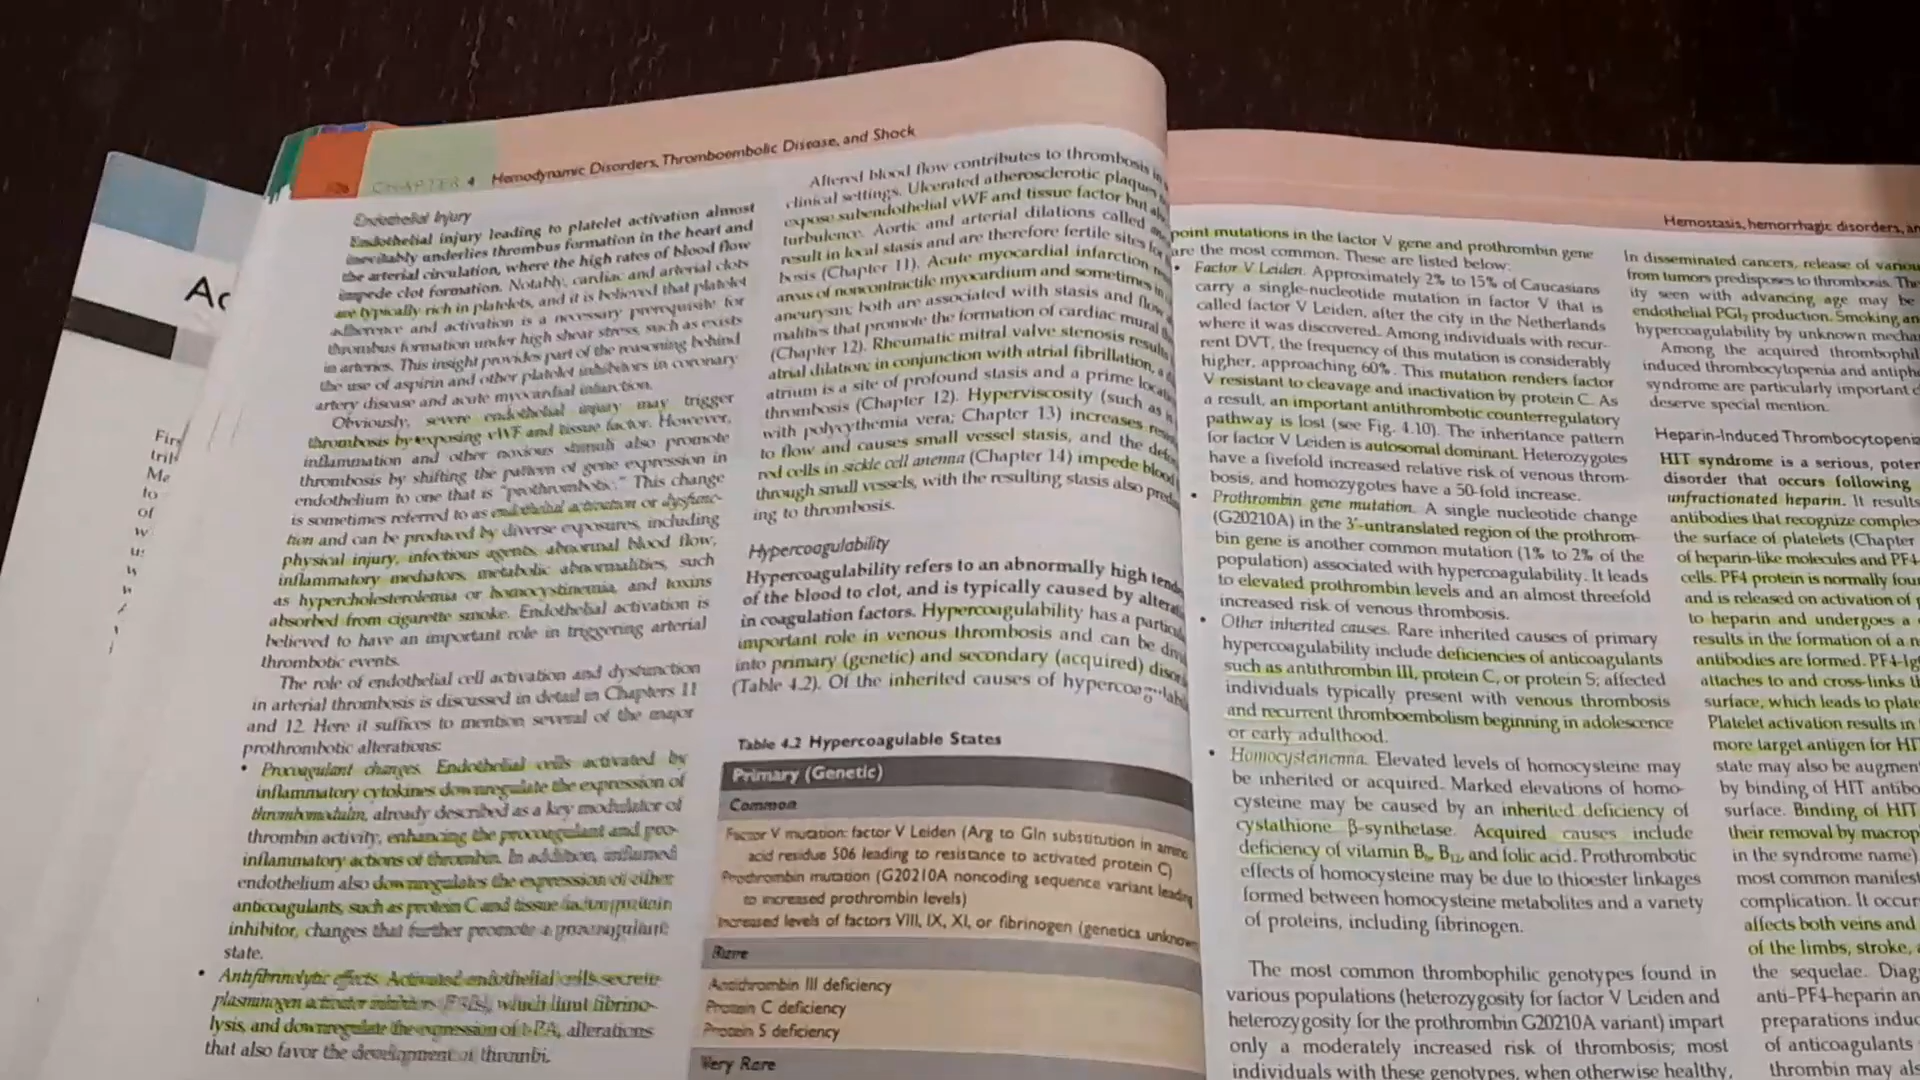 Ac
126 CHAPTER 4 Hemodynamic Disorders, Thromboembolic Disease, and Shock
Endothelial Injury
Endothelial injury leading to platelet activation almost
inevitably underlies thrombus formation in the heart and
the arterial circulation, where the high rates of blood flow
impede clot formation. Notably, cardiac and arterial clots
are typically rich in platelets, and it is believed that platelet
adherence and activation is a necessary prerequisite for
thrombus formation under high shear stress, such as exists
in arteries. This insight provides part of the reasoning behind
the use of aspirin and other platelet inhibitors in coronary
artery disease and acute myocardial infarction.
Obviously, severe endothelial injury may trigger
thrombosis by exposing vWF and tissue factor. However,
inflammation and other noxious stimuli also promote
thrombosis by shifting the pattern of gene expression in
endothelium to one that is "prothrombotic." This change
is sometimes referred to as endothelial activation or dysfunc-
tion and can be produced by diverse exposures, including
physical injury, infectious agents, abnormal blood flow,
inflammatory mediators, metabolic abnormalities, such
as hypercholesterolemia or homocystinemia, and toxins
absorbed from cigarette smoke. Endothelial activation is
believed to have an important role in triggering arterial
thrombotic events.
The role of endothelial cell activation and dysfunction
in arterial thrombosis is discussed in detail in Chapters 11
and 12. Here it suffices to mention several of the major
prothrombotic alterations:
• Procoagulant changes. Endothelial cells activated by
inflammatory cytokines downregulate the expression of
thrombomodulin, already described as a key modulator of
thrombin activity, enhancing the procoagulant and pro-
inflammatory actions of thrombin. In addition, inflamed
endothelium also downregulates the expression of other
anticoagulants, such as protein C and tissue factor protein
inhibitor, changes that further promote a procoagulant
state.
• Antifibrinolytic effects. Activated endothelial cells secrete
plasminogen activator inhibitors (PAIs), which limit fibrino-
lysis, and downregulate the expression of t-PA, alterations
that also favor the development of thrombi.
Altered blood flow contributes to thrombosis in
clinical settings. Ulcerated atherosclerotic plaques
expose subendothelial vWF and tissue factor but
turbulence. Aortic and arterial dilations called
result in local stasis and are therefore fertile sites
bosis (Chapter 11). Acute myocardial infarction
areas of noncontractile myocardium and sometimes
aneurysm; both are associated with stasis and flow
malities that promote the formation of cardiac mural
(Chapter 12). Rheumatic mitral valve stenosis results
atrial dilation; in conjunction with atrial fibrillation, a
atrium is a site of profound stasis and a prime
thrombosis (Chapter 12). Hyperviscosity (such as
with polycythemia vera; Chapter 13) increases
to flow and causes small vessel stasis, and the
red cells in sickle cell anemia (Chapter 14) impede blood
through small vessels, with the resulting stasis also
ing to thrombosis.
Hypercoagulability
Hypercoagulability refers to an abnormally high
of the blood to clot, and is typically caused by
in coagulation factors. Hypercoagulability has a
important role in venous thrombosis and can be
into primary (genetic) and secondary (acquired)
(Table 4.2). Of the inherited causes of
Table 4.2 Hypercoagulable States
Primary (Genetic)
Common
Factor V mutation: factor V Leiden (Arg to Gln substitution in amino
acid residue 506 leading to resistance to activated protein C)
Prothrombin mutation (G20210A noncoding sequence variant leading
to increased prothrombin levels)
Increased levels of factors VIII, IX, XI, or fibrinogen (genetics
Rare
Antithrombin III deficiency
Protein C deficiency
Protein S deficiency
Very Rare
Hemostasis, hemorrhagic disorders,
point mutations in the factor V gene and prothrombin gene
are the most common. These are listed below:
• Factor V Leiden. Approximately 2% to 15% of Caucasians
carry a single-nucleotide mutation in factor V that is
called factor V Leiden, after the city in the Netherlands
where it was discovered. Among individuals with recur-
rent DVT, the frequency of this mutation is considerably
higher, approaching 60%. This mutation renders factor
V resistant to cleavage and inactivation by protein C. As
a result, an important antithrombotic counterregulatory
pathway is lost (see Fig. 4.10). The inheritance pattern
for factor V Leiden is autosomal dominant. Heterozygotes
have a fivefold increased relative risk of venous throm-
bosis, and homozygotes have a 50-fold increase.
• Prothrombin gene mutation. A single nucleotide change
(G20210A) in the 3′-untranslated region of the prothrom-
bin gene is another common mutation (1% to 2% of the
population) associated with hypercoagulability. It leads
to elevated prothrombin levels and an almost threefold
increased risk of venous thrombosis.
• Other inherited causes. Rare inherited causes of primary
hypercoagulability include deficiencies of anticoagulants
such as antithrombin III, protein C, or protein S; affected
individuals typically present with venous thrombosis
and recurrent thromboembolism beginning in adolescence
or early adulthood.
• Homocysteinemia. Elevated levels of homocysteine may
be inherited or acquired. Marked elevations of homo-
cysteine may be caused by an inherited deficiency of
cystathione β-synthetase. Acquired causes include
deficiency of vitamin B₆, B₁₂, and folic acid. Prothrombotic
effects of homocysteine may be due to thioester linkages
formed between homocysteine metabolites and a variety
of proteins, including fibrinogen.
The most common thrombophilic genotypes found in
various populations (heterozygosity for factor V Leiden and
heterozygosity for the prothrombin G20210A variant) impart
only a moderately increased risk of thrombosis; most
individuals with these genotypes, when otherwise healthy,
In disseminated cancers, release of
from tumors predisposes to thrombosis.
ity seen with advancing age may be
endothelial PGI₂ production. Smoking
hypercoagulability by unknown
Among the acquired
induced thrombocytopenia and
syndrome are particularly important
deserve special mention.
Heparin-Induced
HIT syndrome is a serious,
disorder that occurs following
unfractionated heparin. It results
antibodies that recognize
the surface of platelets (Chapter
of heparin-like molecules and PF4
cells. PF4 protein is normally
and is released on activation of
to heparin and undergoes a
results in the formation of a
antibodies are formed.
attaches to and cross-links
surface, which leads to
Platelet activation results in
more target antigen for
state may also be
by binding of HIT
surface. Binding of HIT
their removal by
in the syndrome name)
most common
complication. It
affects both veins and
of the limbs, stroke,
the sequelae.
anti-PF4-heparin
preparations
of anticoagulants
thrombin may